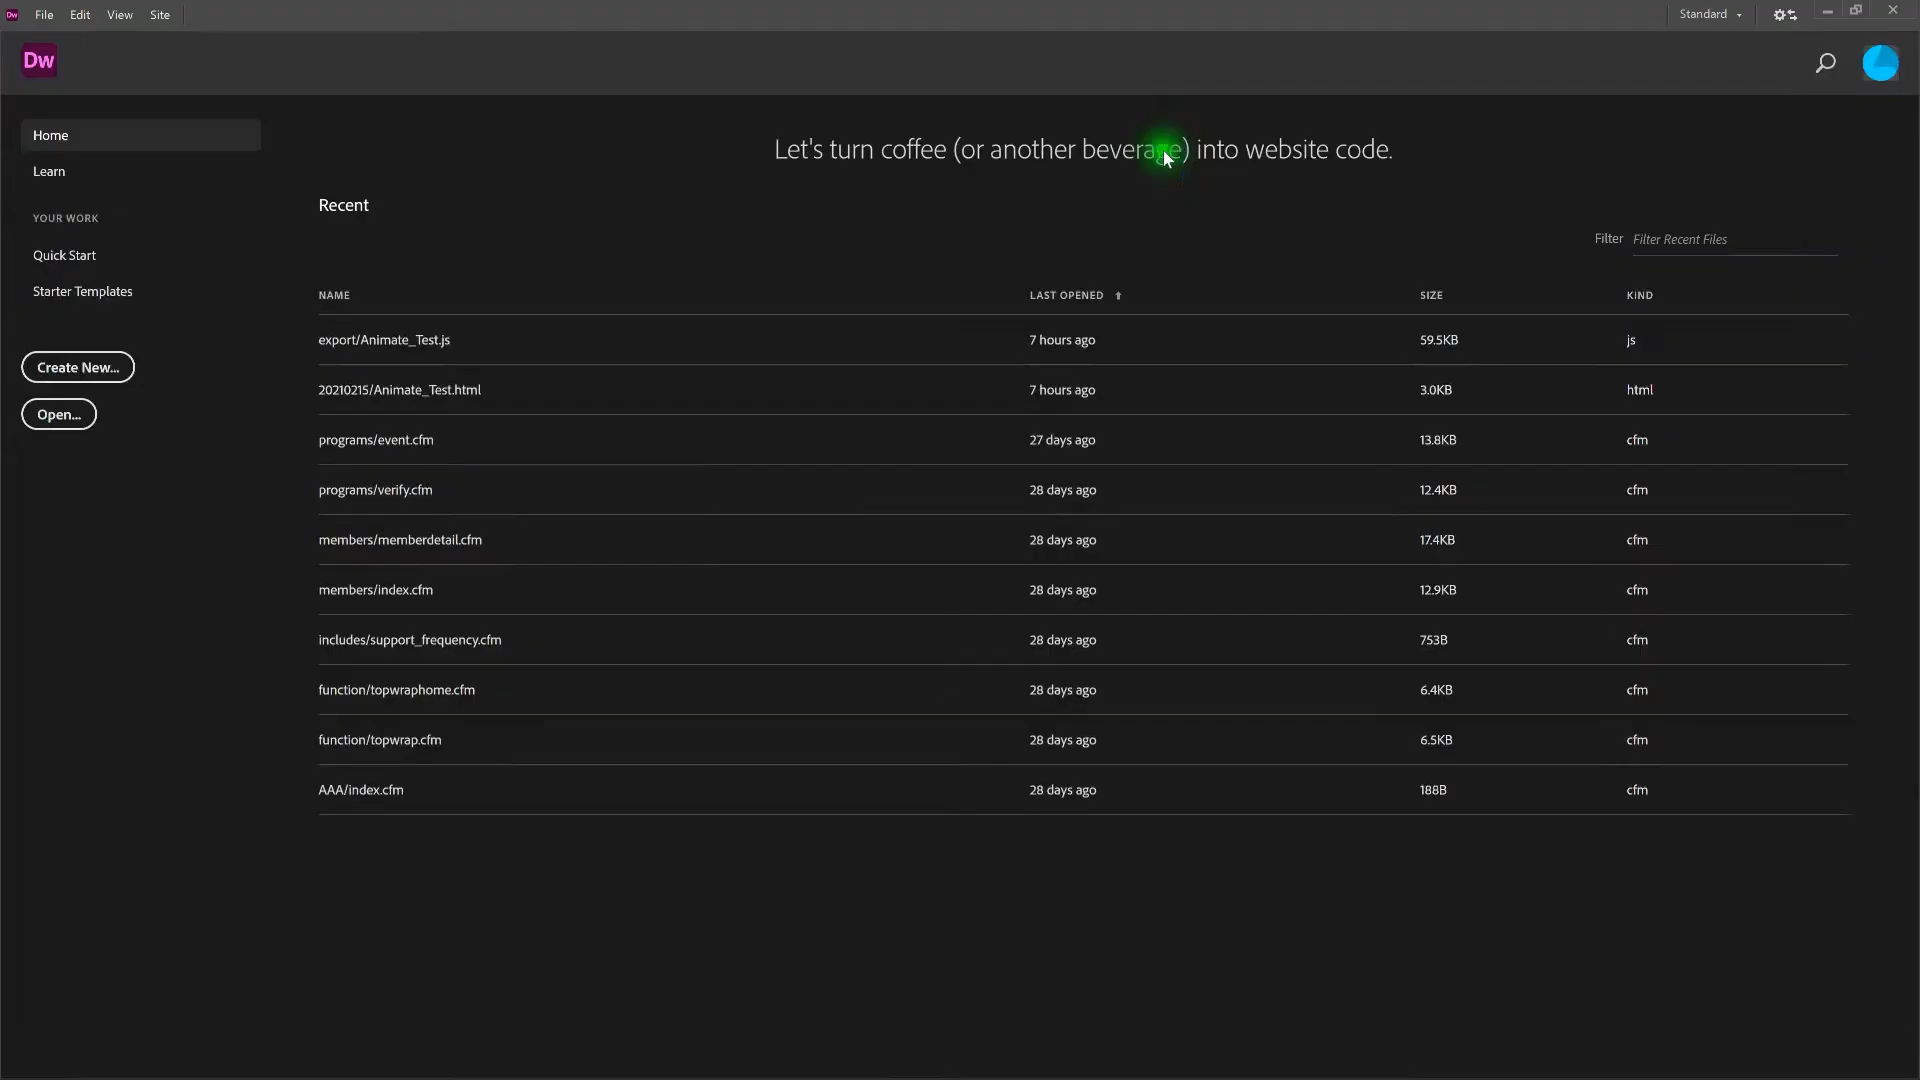 Dw File Edit View Site Standard
Dw
Home
Let's turn coffee (or another beverage) into website code.
Learn
Recent
YOUR WORK
Filter Filter Recent Files
Quick Start
Starter Templates
NAME LAST OPENED SIZE KIND
export/Animate_Test.js 7 hours ago 59.5KB js
Create New...
20210215/Animate_Test.html 7 hours ago 3.0KB html
Open...
programs/event.cfm 27 days ago 13.8KB cfm
programs/verify.cfm 28 days ago 12.4KB cfm
members/memberdetail.cfm 28 days ago 17.4KB cfm
members/index.cfm 28 days ago 12.9KB cfm
includes/support_frequency.cfm 28 days ago 753B cfm
function/topwraphome.cfm 28 days ago 6.4KB cfm
function/topwrap.cfm 28 days ago 6.5KB cfm
AAA/index.cfm 28 days ago 188B cfm